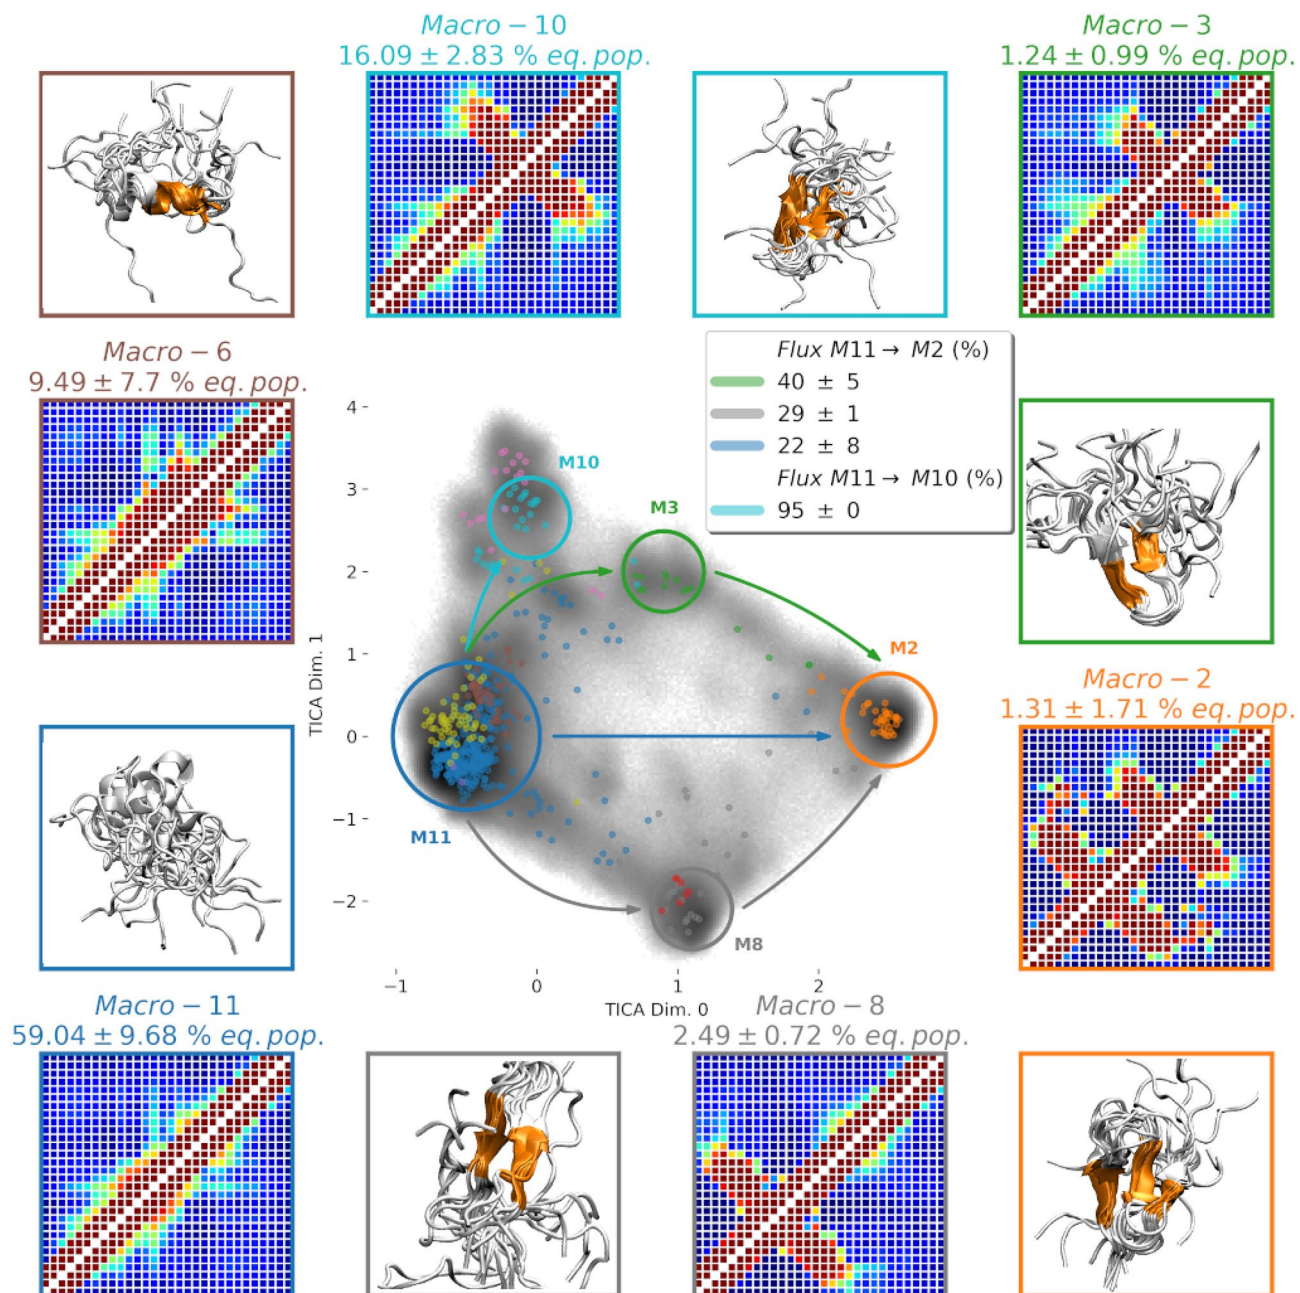 Macro − 10
16.09 ± 2.83 % eq.pop.
Macro − 3
1.24 ± 0.99 % eq.pop.
Macro − 6
9.49 ± 7.7 % eq.pop.
Flux M11 → M2 (%)
40 ± 5
29 ± 1
22 ± 8
Flux M11 → M10 (%)
95 ± 0
4
3
2
1
0
−1
−2
TICA Dim. 1
M10
M3
M2
M11
M8
−1
0
1
2
TICA Dim. 0
Macro − 2
1.31 ± 1.71 % eq.pop.
Macro − 11
59.04 ± 9.68 % eq.pop.
Macro − 8
2.49 ± 0.72 % eq.pop.